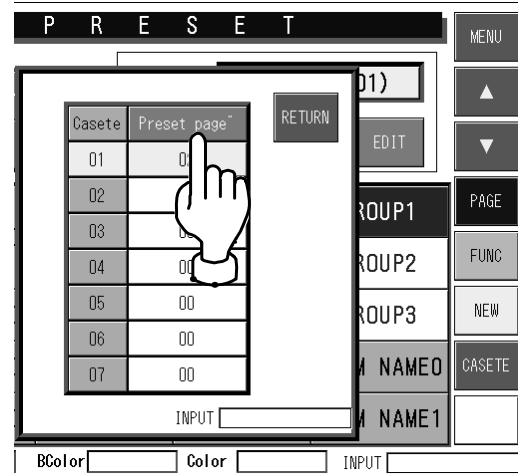 P R E S E T
MENU
01)
EDIT
RETURN
Casete Preset page
01
02
03
04
05 00
06 00
07 00
INPUT
ROUP1
ROUP2
ROUP3
NAME0
NAME1
PAGE
FUNC
NEW
CASETE
BColor Color INPUT